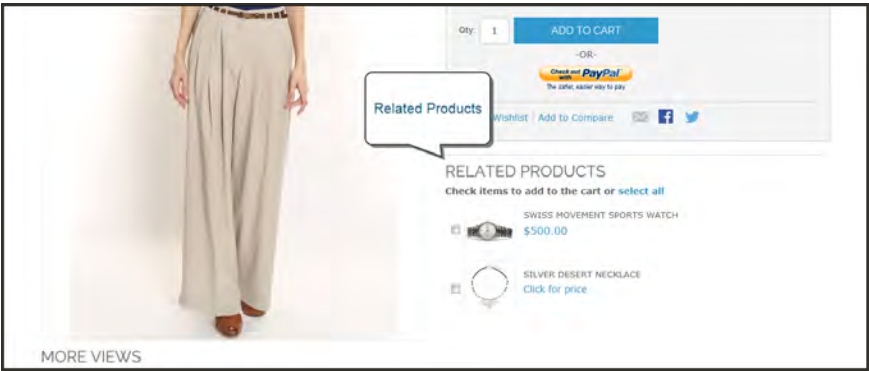 Qty: 1 ADD TO CART
-OR-
Check out with PayPal
The safer, easier way to pay
Related Products
Wishlist | Add to Compare
RELATED PRODUCTS
Check items to add to the cart or select all
SWISS MOVEMENT SPORTS WATCH
$500.00
SILVER DESERT NECKLACE
Click for price
MORE VIEWS